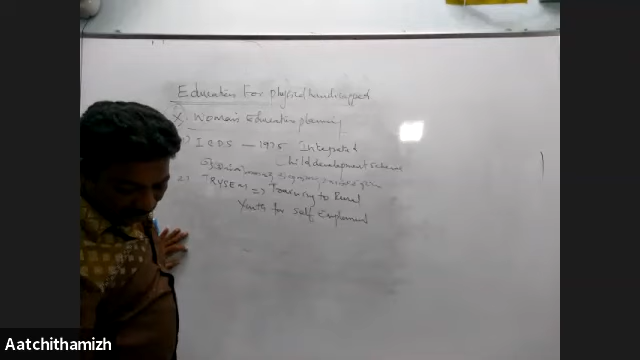 Education For physical handicapped
X. Women's Education planning
1) ICDS – 1975 Integrated
Child development scheme
2) TRYSEM => Training to Rural
Youth for self Employment
Aatchithamizh